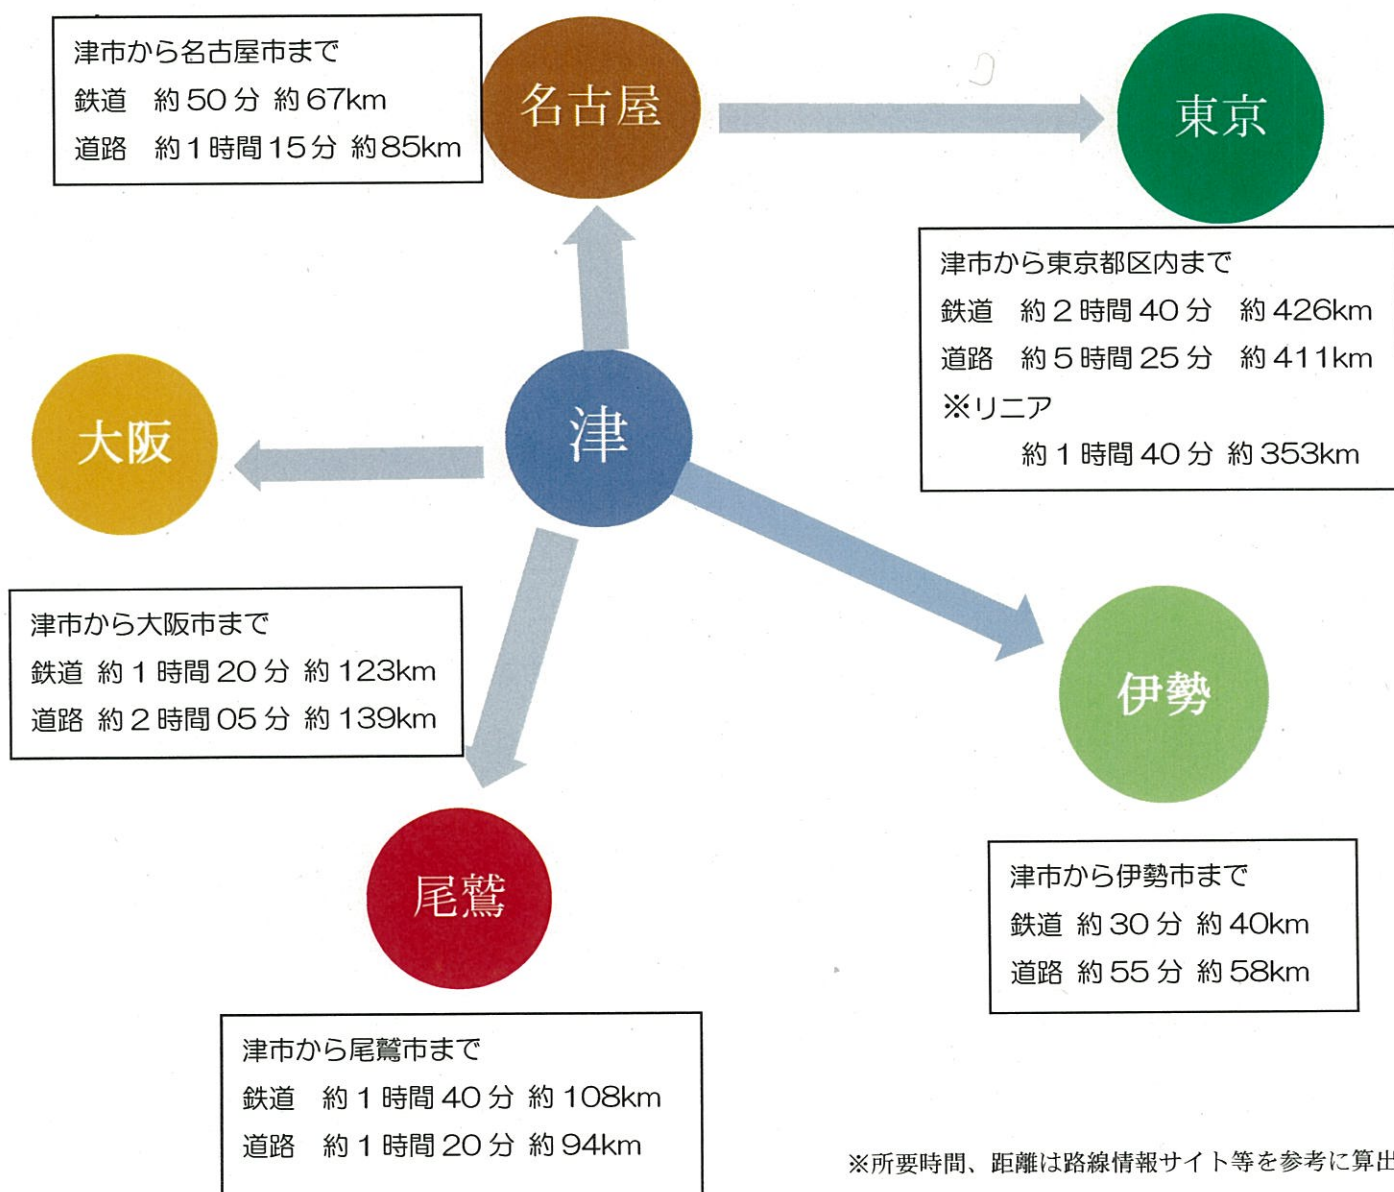 津市から名古屋市まで
鉄道 約50分 約67km
道路 約1時間15分 約85km
名古屋
東京
津市から東京都区内まで
鉄道 約2時間40分 約426km
道路 約5時間25分 約411km
※リニア
約1時間40分 約353km
大阪
津
津市から大阪市まで
鉄道 約1時間20分 約123km
道路 約2時間05分 約139km
伊勢
尾鷲
津市から伊勢市まで
鉄道 約30分 約40km
道路 約55分 約58km
津市から尾鷲市まで
鉄道 約1時間40分 約108km
道路 約1時間20分 約94km
※所要時間、距離は路線情報サイト等を参考に算出